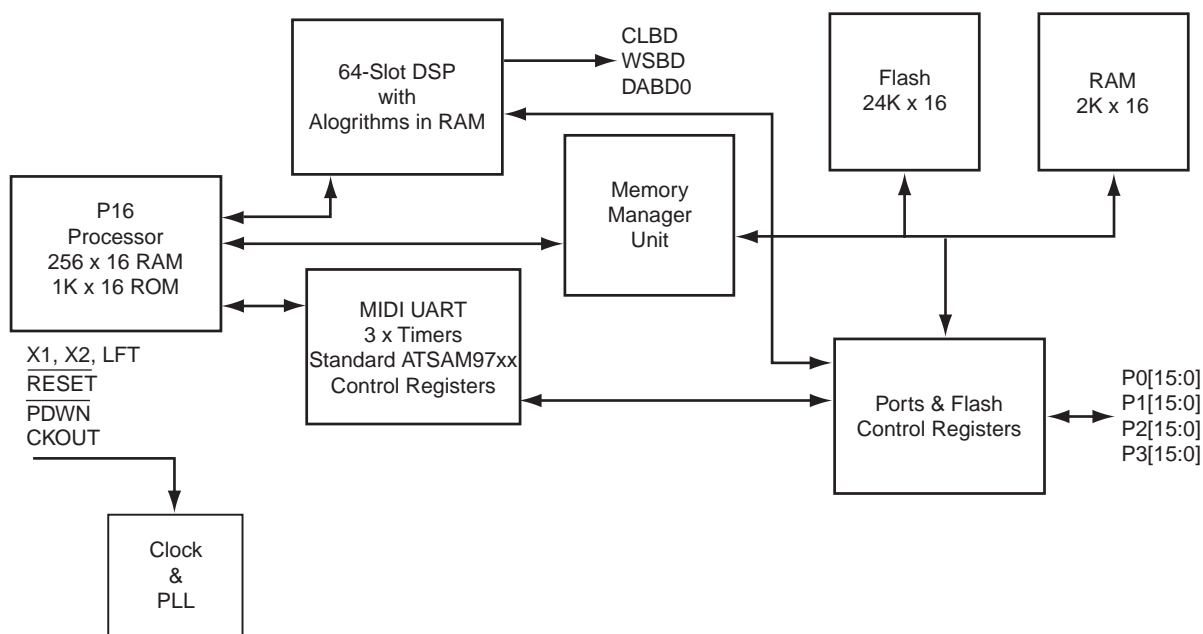 64-Slot DSP
with
Alogrithms in RAM
CLBD
WSBD
DABD0
Flash
24K x 16
RAM
2K x 16
P16
Processor
256 x 16 RAM
1K x 16 ROM
Memory
Manager
Unit
MIDI UART
3 x Timers
Standard ATSAM97xx
Control Registers
X1, X2, LFT
RESET
PDWN
CKOUT
Ports & Flash
Control Registers
P0[15:0]
P1[15:0]
P2[15:0]
P3[15:0]
Clock
&
PLL